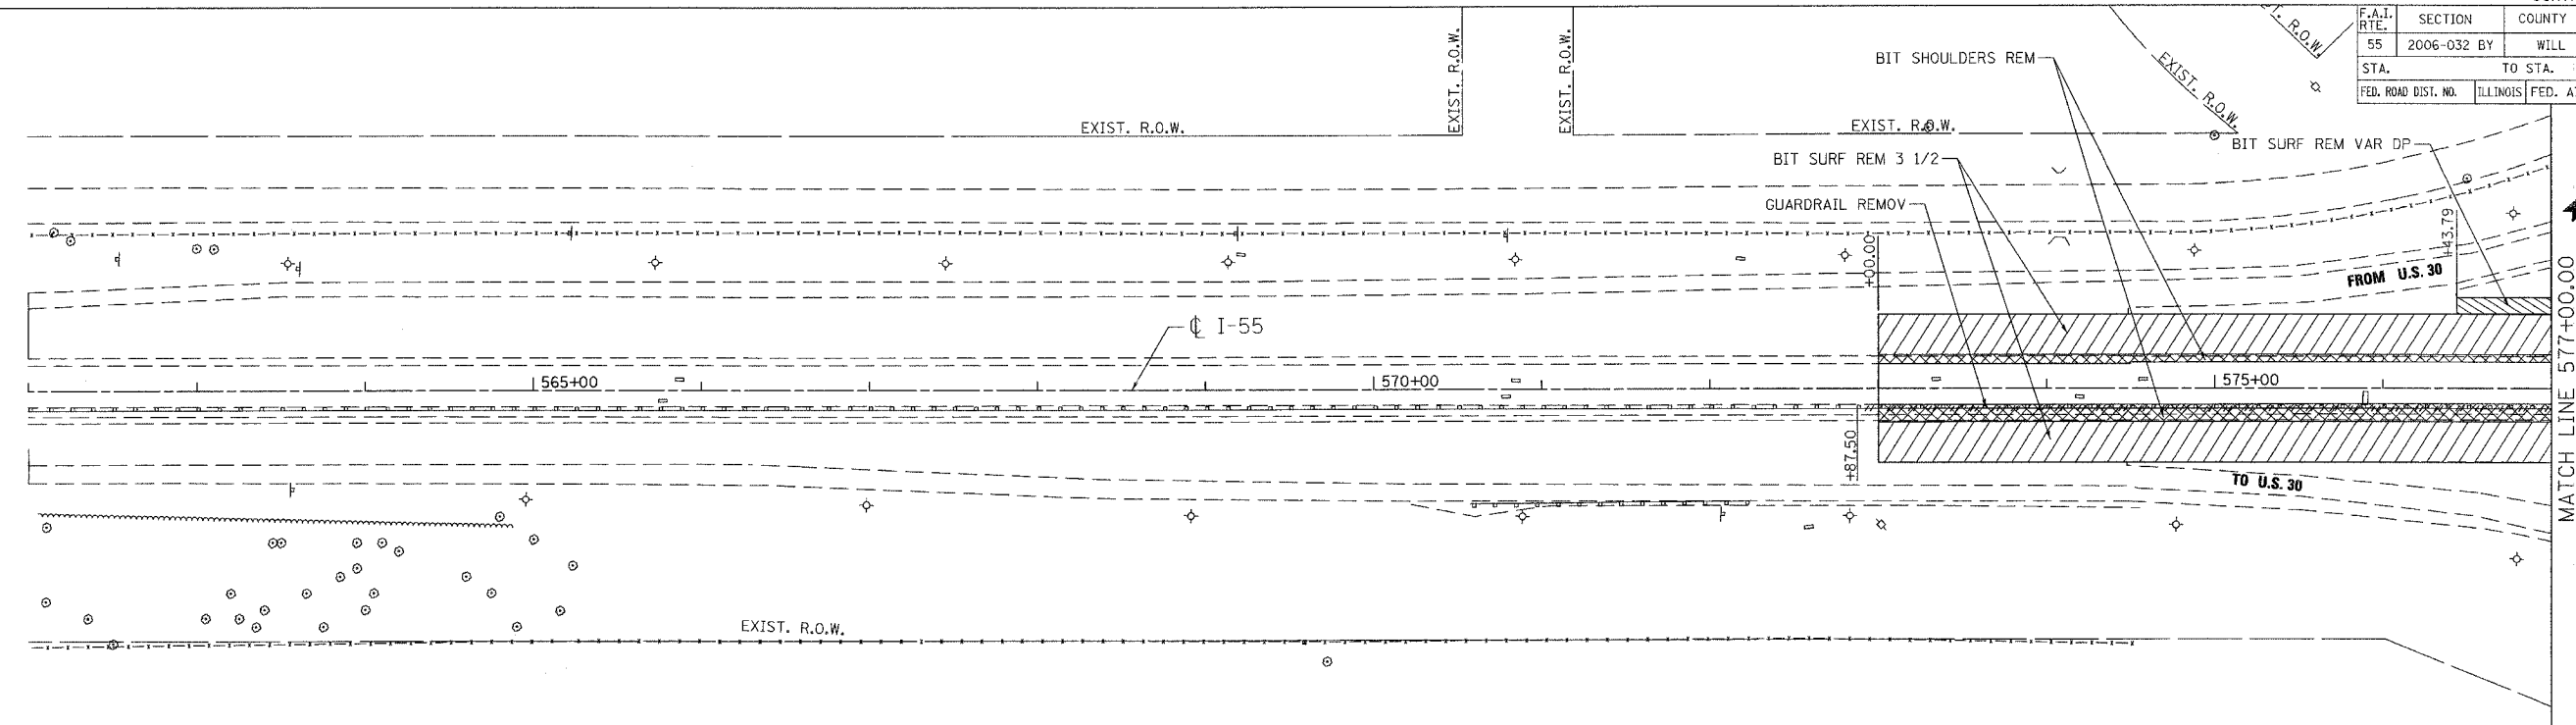 F.A.I. RTE. SECTION COUNTY
55 2006-032 BY WILL
STA. TO STA.
FED. ROAD DIST. NO. ILLINOIS FED.
EXIST. R.O.W.
EXIST. R.O.W.
EXIST. R.O.W.
EXIST. R.O.W.
BIT SHOULDERS REM
EXIST. R.O.W.
EXIST. R.O.W.
BIT SURF REM VAR DP
BIT SURF REM 3 1/2
GUARDRAIL REMOV
+00.00
+43.79
FROM U.S. 30
℄ I-55
565+00
570+00
575+00
+87.50
TO U.S. 30
MATCH LINE 577+00.00
EXIST. R.O.W.